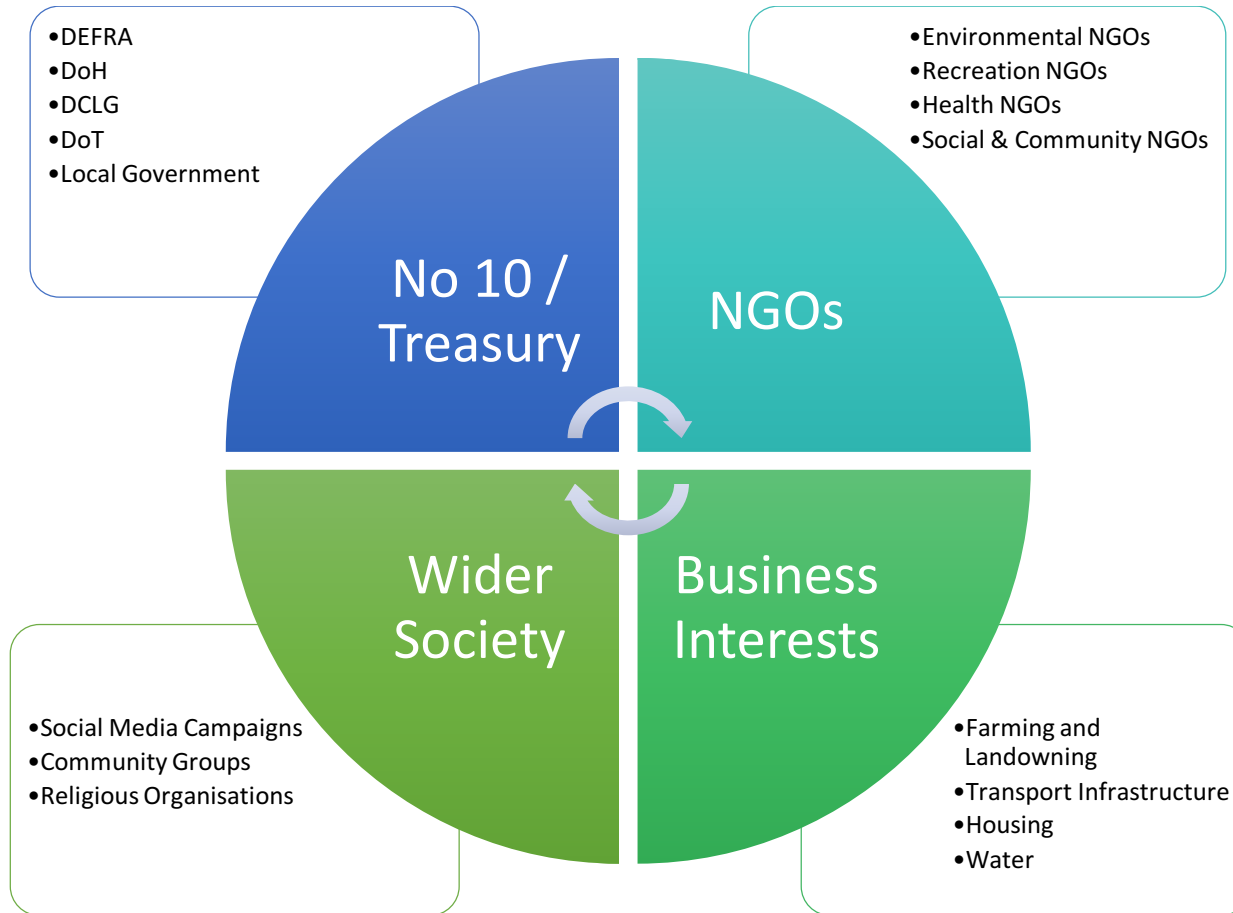 •DEFRA
•DoH
•DCLG
•DoT
•Local Government
•Environmental NGOs
•Recreation NGOs
•Health NGOs
•Social & Community NGOs
No 10 /
Treasury
NGOs
Wider
Society
Business
Interests
•Social Media Campaigns
•Community Groups
•Religious Organisations
•Farming and
Landowning
•Transport Infrastructure
•Housing
•Water